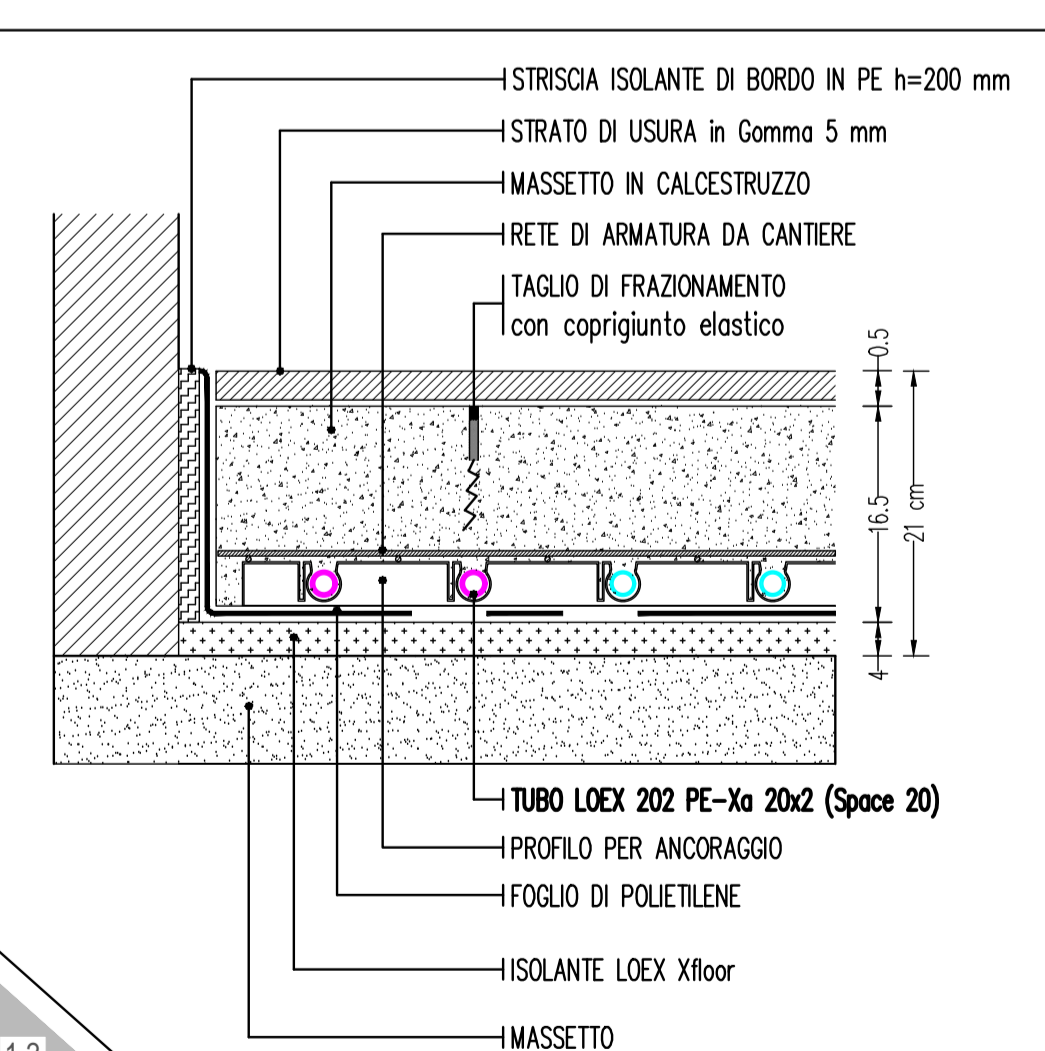 STRISCIA ISOLANTE DI BORDO IN PE h=200 mm
STRATO DI USURA in Gomma 5 mm
MASSETTO IN CALCESTRUZZO
RETE DI ARMATURA DA CANTIERE
TAGLIO DI FRAZIONAMENTO
con coprigiunto elastico
0.5
16.5
21 cm
4
TUBO LOEX 202 PE-Xa 20x2 (Space 20)
PROFILO PER ANCORAGGIO
FOGLIO DI POLIETILENE
ISOLANTE LOEX Xfloor
MASSETTO